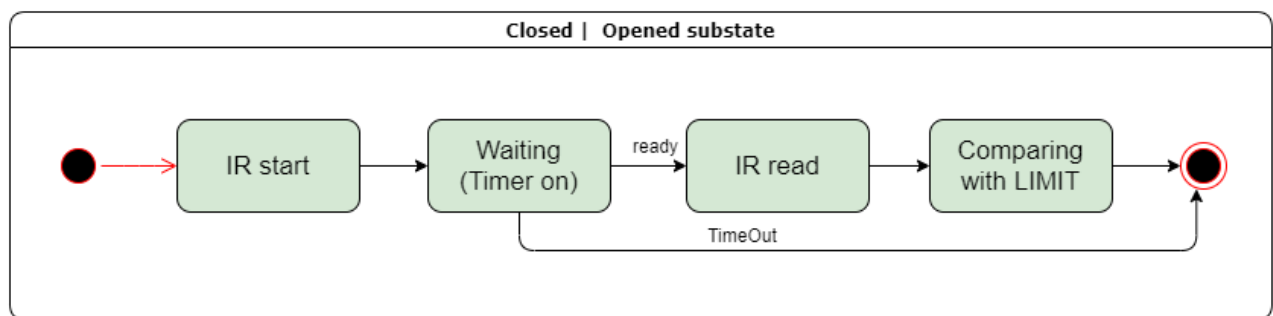 Closed | Opened substate
IR start
Waiting
(Timer on)
ready
IR read
Comparing
with LIMIT
TimeOut